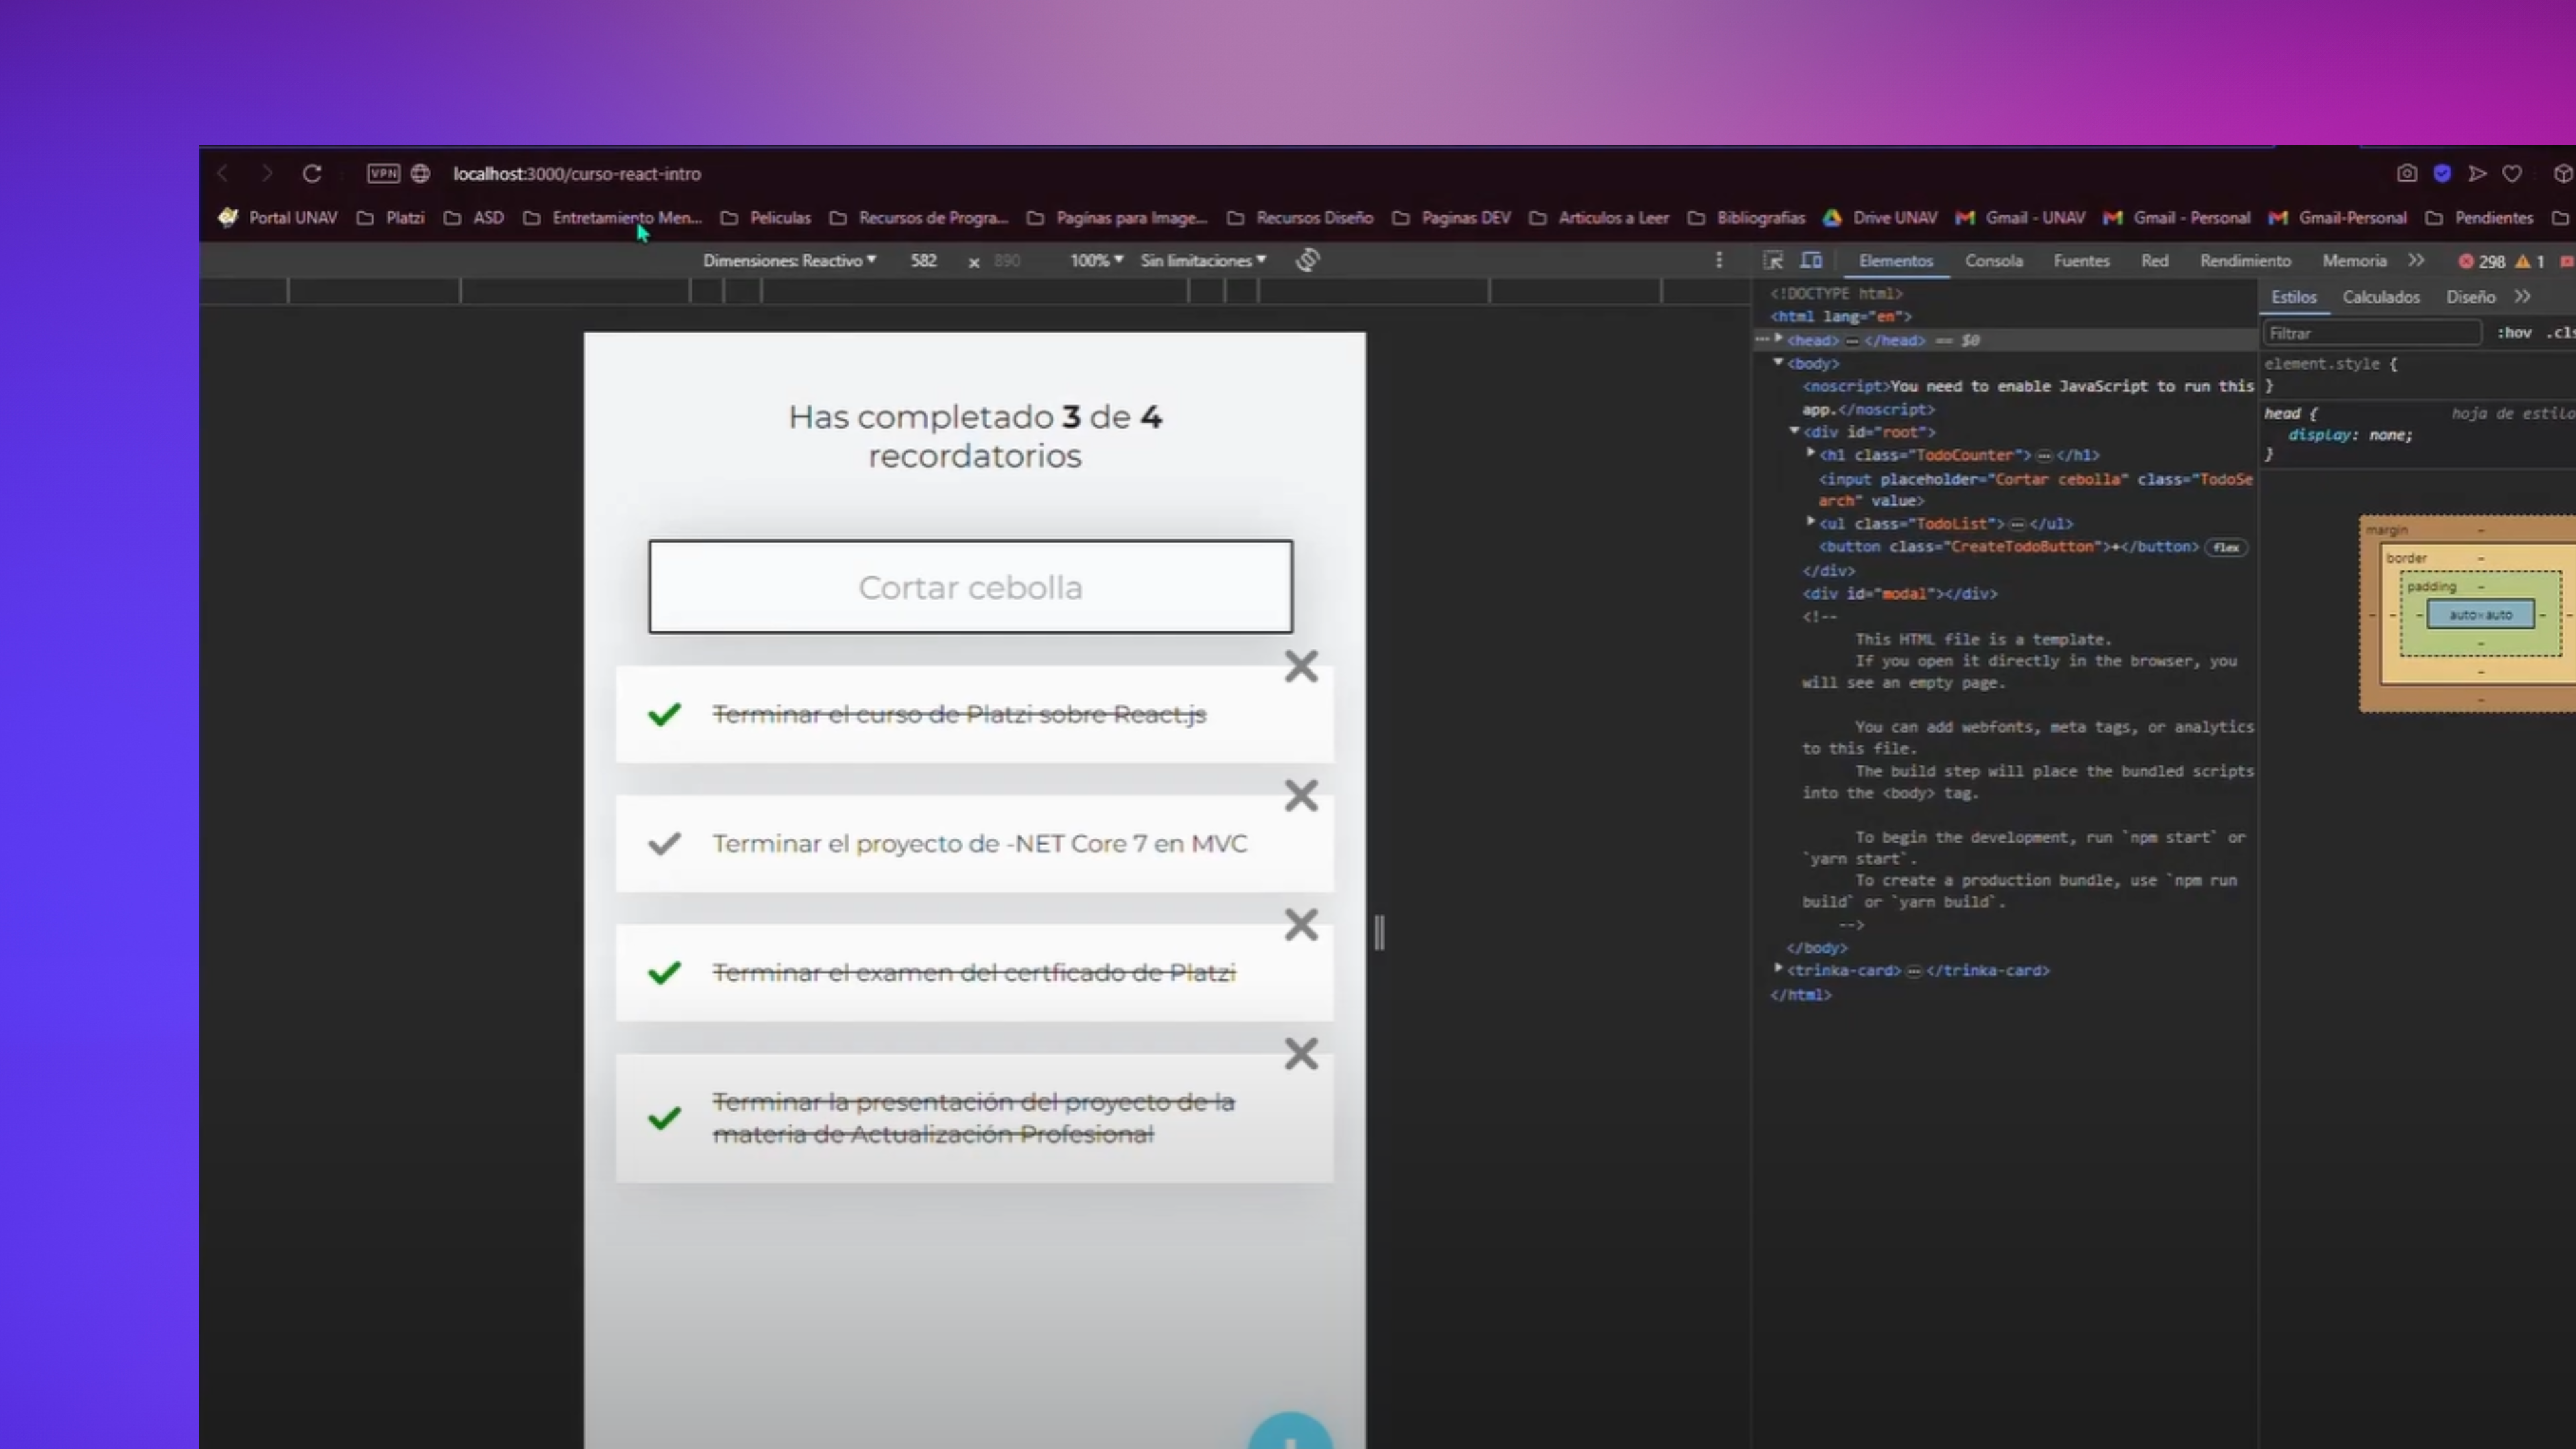 VPN localhost:3000/curso-react-intro
Portal UNAV Platzi ASD Entretamiento Men... Peliculas Recursos de Progra... Pagínas para Image... Recursos Diseño Paginas DEV Articulos a Leer Bibliografias Drive UNAV Gmail - UNAV Gmail - Personal Gmail-Personal Pendientes
Dimensiones: Reactivo 582 x 890 100% Sin limitaciones
Has completado 3 de 4
recordatorios
Cortar cebolla
Terminar el curso de Platzi sobre React.js
Terminar el proyecto de -NET Core 7 en MVC
Terminar el examen del certficado de Platzi
Terminar la presentación del proyecto de la
materia de Actualización Profesional
Elementos Consola Fuentes Red Rendimiento Memoria >> 298 1
<!DOCTYPE html>
<html lang="en">
<head> … </head> == $0
<body>
<noscript>You need to enable JavaScript to run this
app.</noscript>
<div id="root">
<h1 class="TodoCounter"> … </h1>
<input placeholder="Cortar cebolla" class="TodoSe
arch" value>
<ul class="TodoList"> … </ul>
<button class="CreateTodoButton">+</button> flex
</div>
<div id="modal"></div>
<!--
This HTML file is a template.
If you open it directly in the browser, you
will see an empty page.
You can add webfonts, meta tags, or analytics
to this file.
The build step will place the bundled scripts
into the <body> tag.
To begin the development, run `npm start` or
`yarn start`.
To create a production bundle, use `npm run
build` or `yarn build`.
-->
</body>
<trinka-card> … </trinka-card>
</html>
Estilos Calculados Diseño >>
Filtrar :hov .cls
element.style {
}
head { hoja de estilo
display: none;
}
margin -
border -
padding -
- - - auto×auto - -
-
-
-